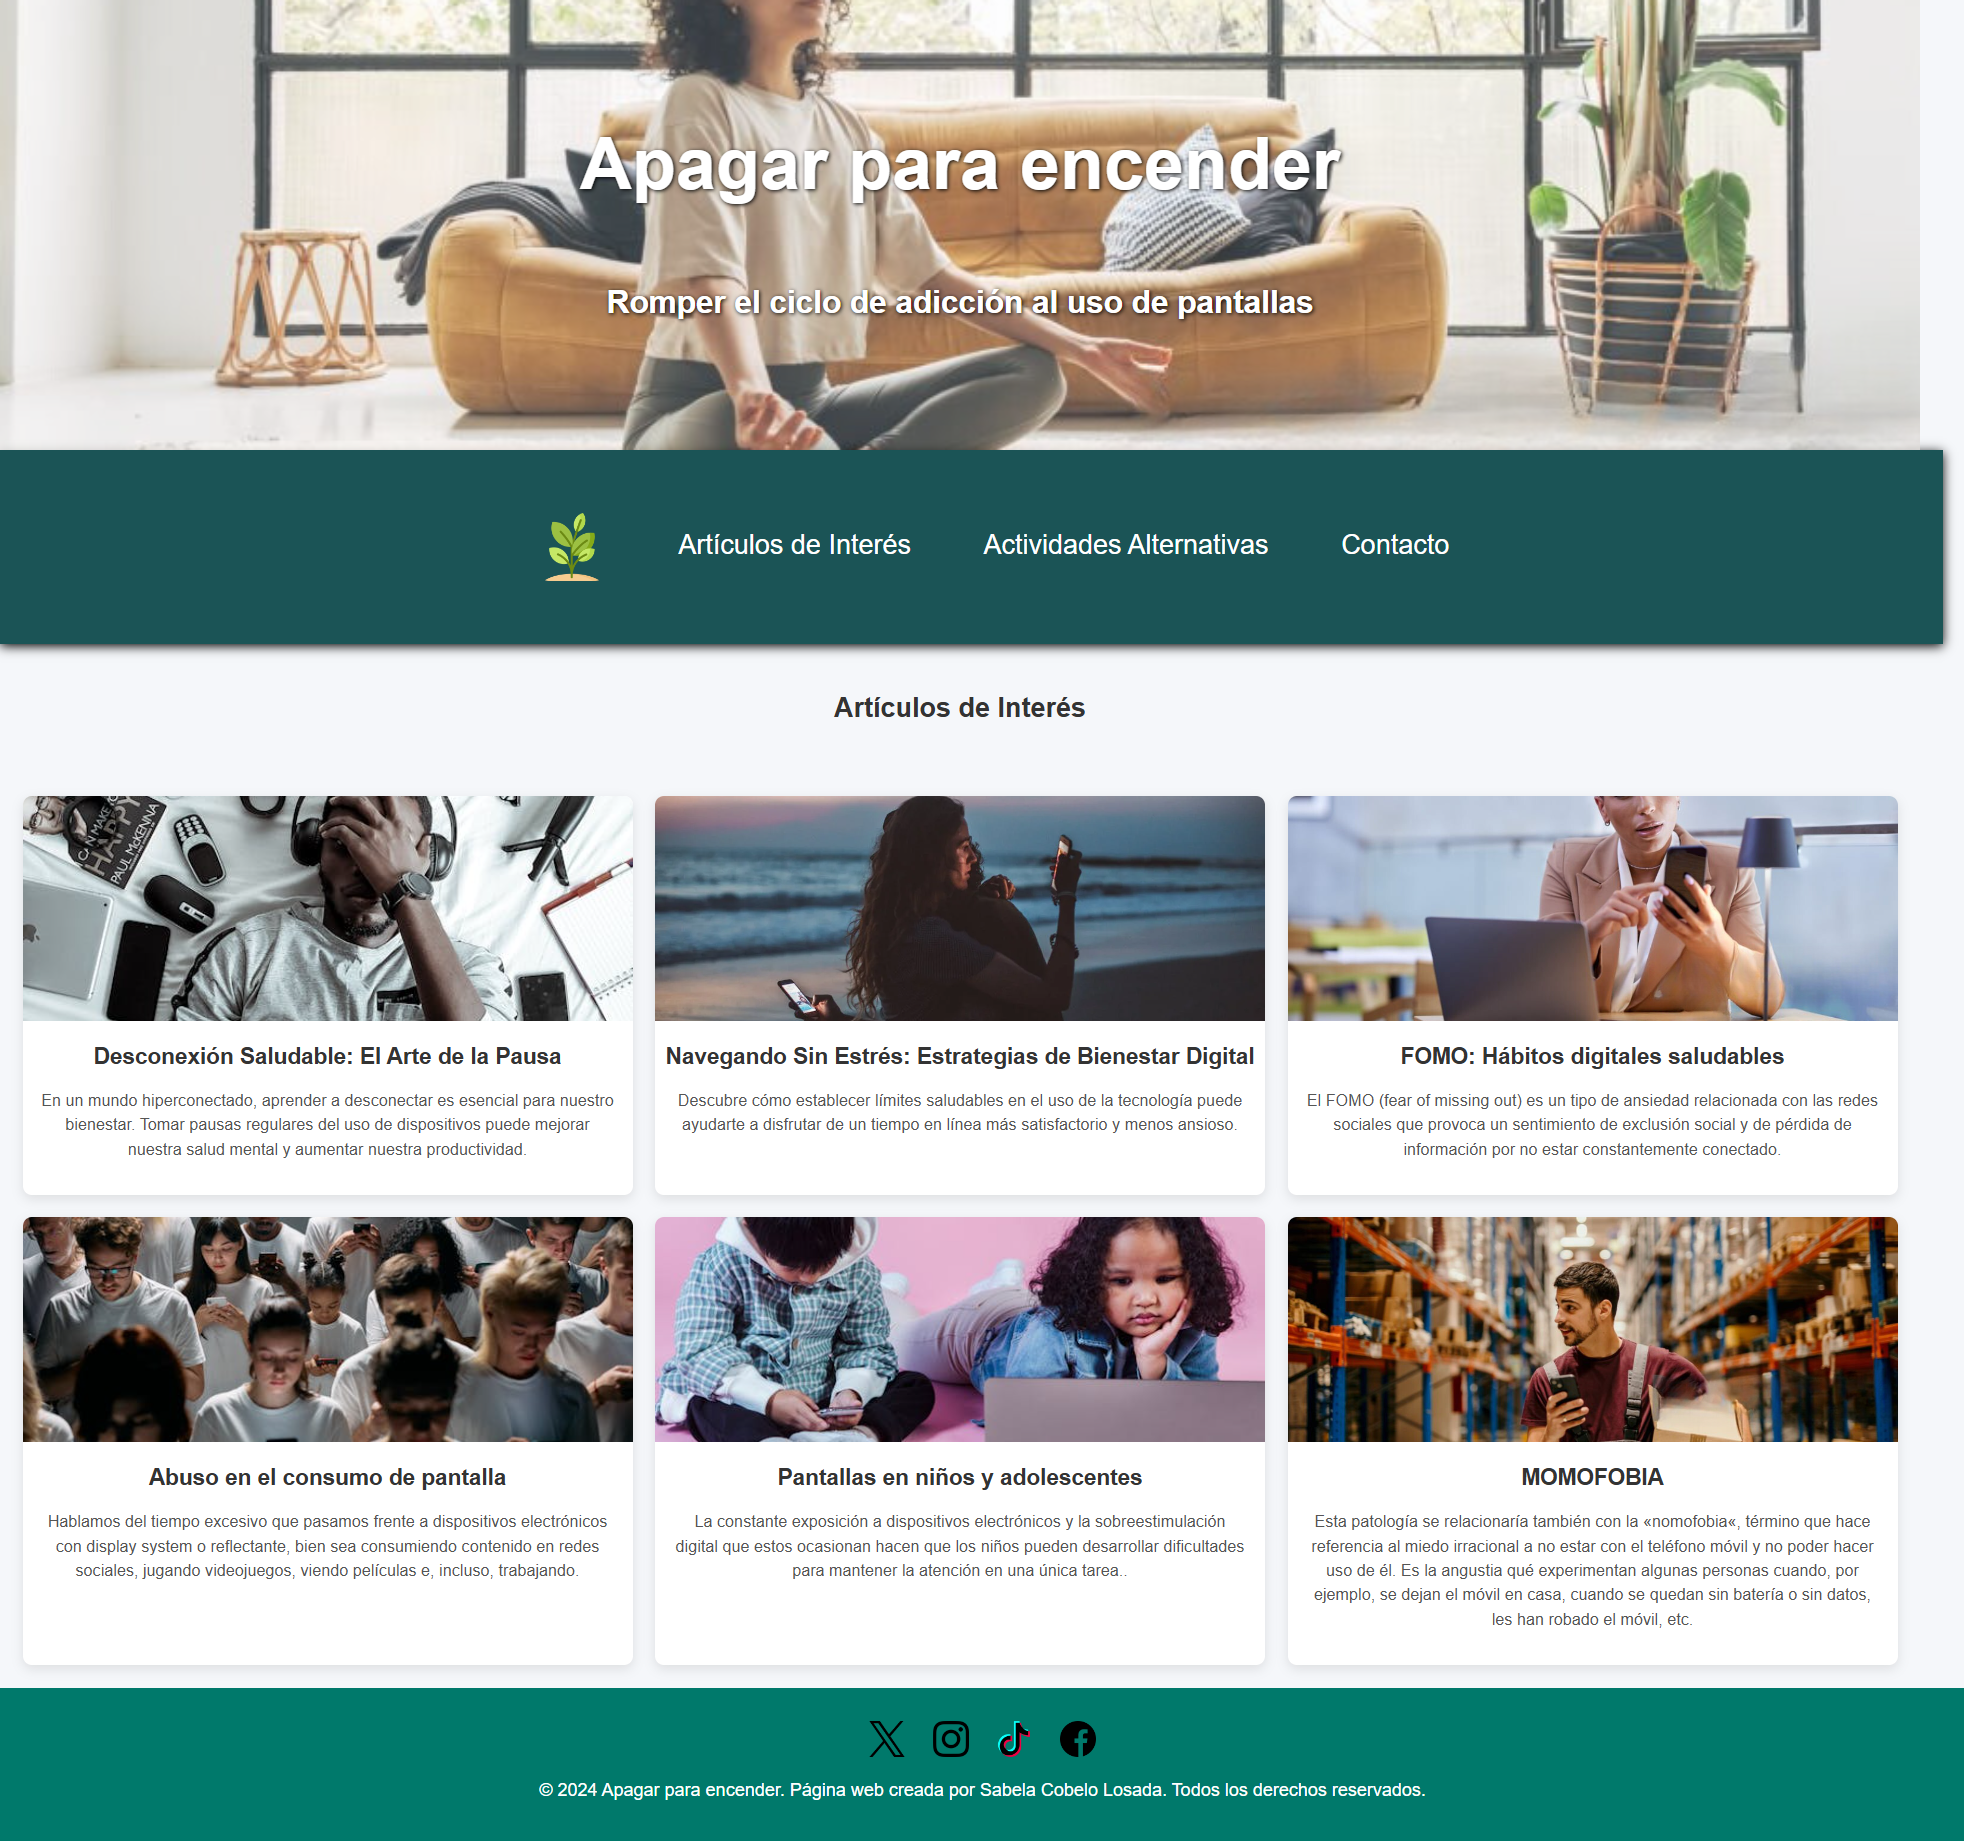 Apagar para encender
Romper el ciclo de adicción al uso de pantallas
Artículos de Interés
Actividades Alternativas
Contacto
Artículos de Interés
HAPPY
PAUL McKENNA
Desconexión Saludable: El Arte de la Pausa
En un mundo hiperconectado, aprender a desconectar es esencial para nuestro
bienestar. Tomar pausas regulares del uso de dispositivos puede mejorar
nuestra salud mental y aumentar nuestra productividad.
Navegando Sin Estrés: Estrategias de Bienestar Digital
Descubre cómo establecer límites saludables en el uso de la tecnología puede
ayudarte a disfrutar de un tiempo en línea más satisfactorio y menos ansioso.
FOMO: Hábitos digitales saludables
El FOMO (fear of missing out) es un tipo de ansiedad relacionada con las redes
sociales que provoca un sentimiento de exclusión social y de pérdida de
información por no estar constantemente conectado.
Abuso en el consumo de pantalla
Hablamos del tiempo excesivo que pasamos frente a dispositivos electrónicos
con display system o reflectante, bien sea consumiendo contenido en redes
sociales, jugando videojuegos, viendo películas e, incluso, trabajando.
Pantallas en niños y adolescentes
La constante exposición a dispositivos electrónicos y la sobreestimulación
digital que estos ocasionan hacen que los niños pueden desarrollar dificultades
para mantener la atención en una única tarea..
MOMOFOBIA
Esta patología se relacionaría también con la «nomofobia«, término que hace
referencia al miedo irracional a no estar con el teléfono móvil y no poder hacer
uso de él. Es la angustia qué experimentan algunas personas cuando, por
ejemplo, se dejan el móvil en casa, cuando se quedan sin batería o sin datos,
les han robado el móvil, etc.
© 2024 Apagar para encender. Página web creada por Sabela Cobelo Losada. Todos los derechos reservados.